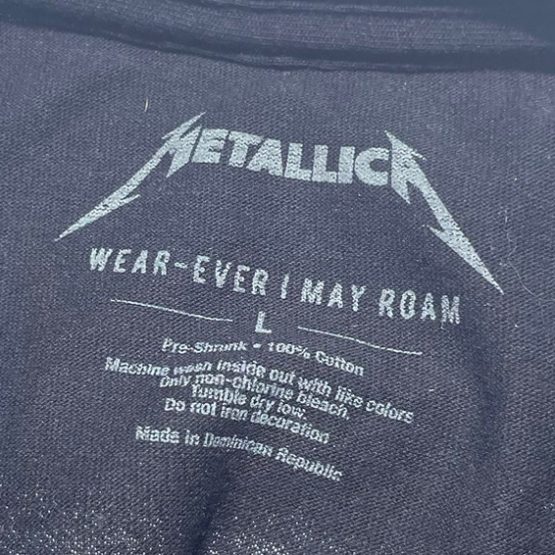 METALLICA
WEAR-EVER I MAY ROAM
L
Pre-Shrunk - 100% Cotton
Machine wash inside out with like colors
Only non-chlorine bleach.
Tumble dry low.
Do not iron decoration
Made in Dominican Republic